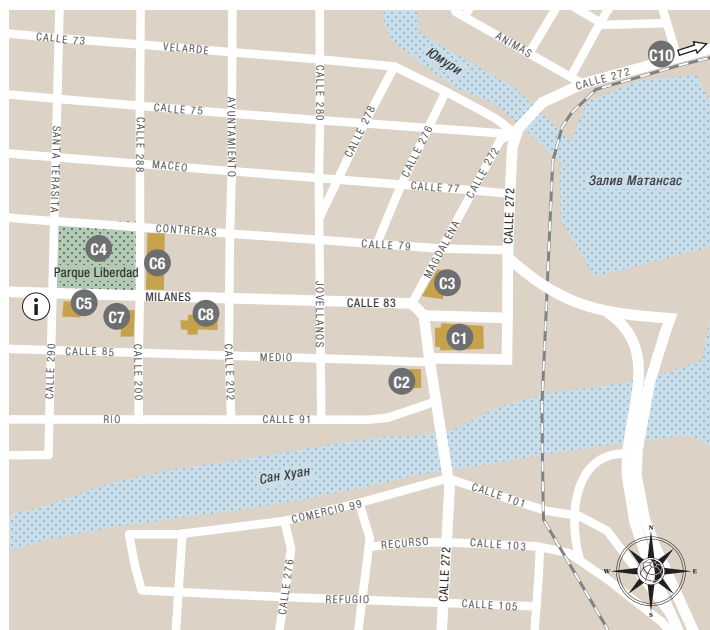 CALLE 73
VELARDE
ANIMAS
Юмури
C10
CALLE 272
CALLE 75
AYUNTAMIENTO
CALLE 280
CALLE 278
CALLE 276
CALLE 272
SANTA TERASITA
CALLE 288
MACEO
CALLE 77
Залив Матансас
CALLE 272
C4
Parque Liberdad
CONTRERAS
C6
CALLE 79
MAGDALENA
C3
i
C5
MILANES
C7
C8
JOVELLANOS
CALLE 83
C1
CALLE 290
CALLE 85
CALLE 200
CALLE 202
MEDIO
C2
RIO
CALLE 91
Сан Хуан
CALLE 101
COMERCIO 99
RECURSO
CALLE 103
CALLE 276
CALLE 272
REFUGIO
CALLE 105
N
W
E
S